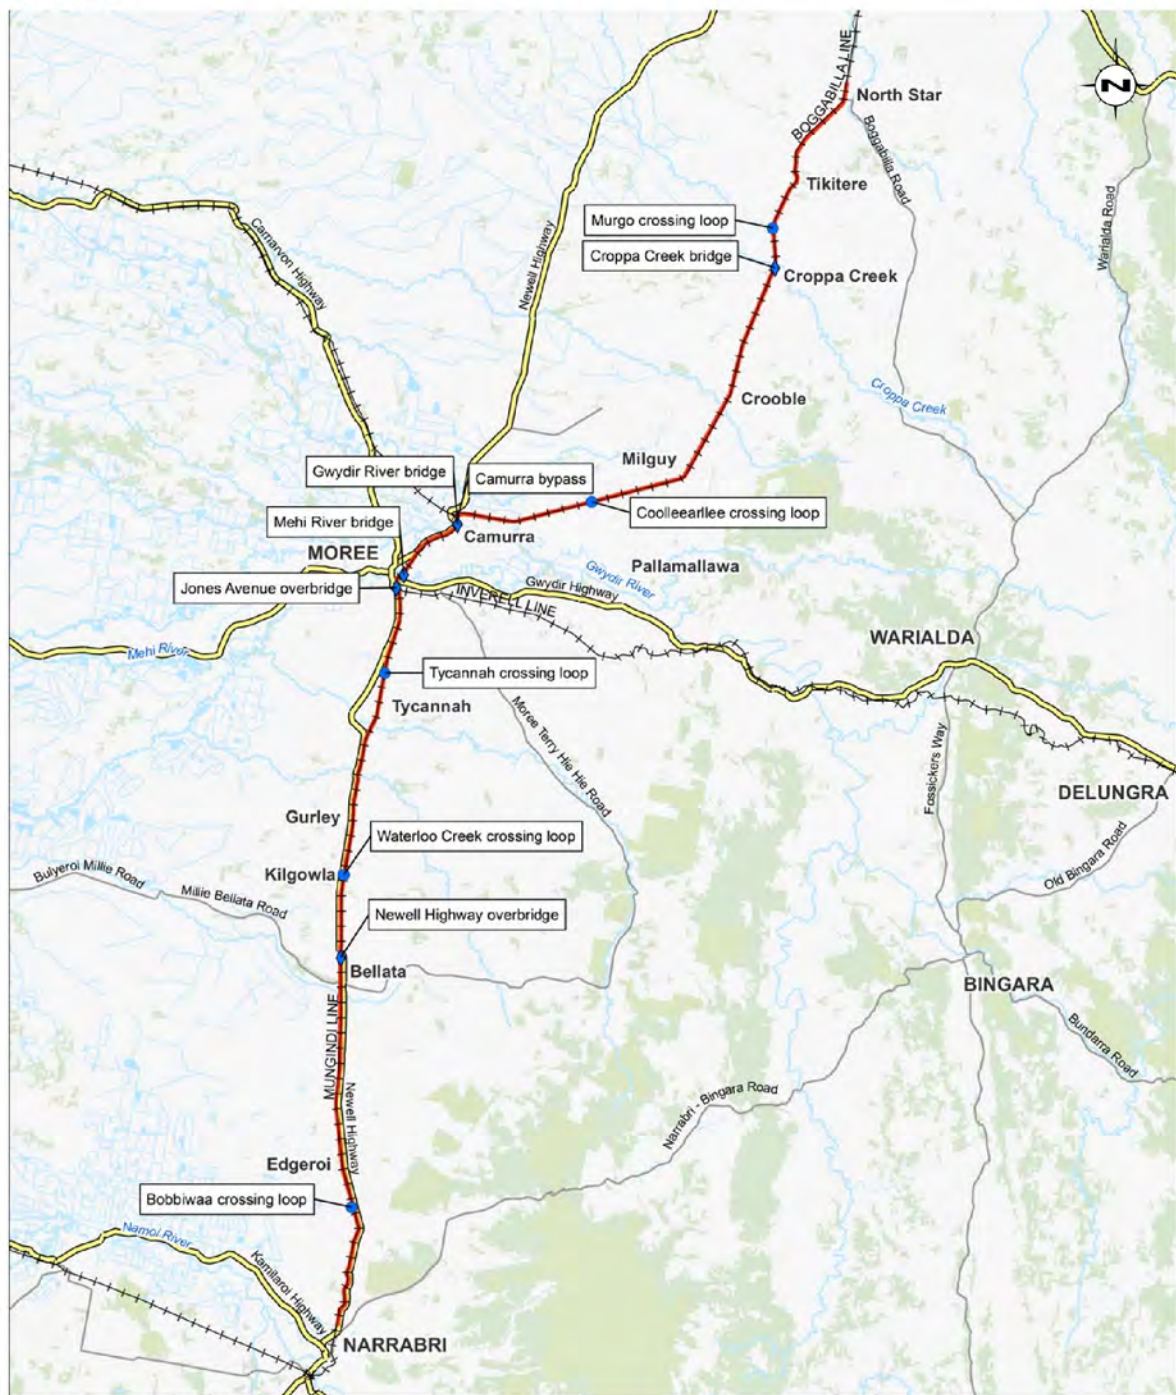 BOGGABILLA LINE
North Star
N
Boggabilla Road
Warialda Road
Tikitere
Murgo crossing loop
Croppa Creek bridge
Croppa Creek
Carnarvon Highway
Newell Highway
Croppa Creek
Crooble
Milguy
Gwydir River bridge
Camurra bypass
Coolleearllee crossing loop
Mehi River bridge
Camurra
MOREE
Pallamallawa
Gwydir River
Gwydir Highway
Jones Avenue overbridge
INVERELL LINE
WARIALDA
Mehi River
Tycannah crossing loop
Tycannah
Moree Terry Hie Hie Road
Fossickers Way
DELUNGRA
Gurley
Waterloo Creek crossing loop
Old Bingara Road
Kilgowla
Bulyeroi Millie Road
Millie Bellata Road
Newell Highway overbridge
Bellata
BINGARA
MUNGINDI LINE
Bundarra Road
Newell Highway
Narrabri - Bingara Road
Edgeroi
Bobbiwaa crossing loop
Namoi River
Kamilaroi Highway
NARRABRI